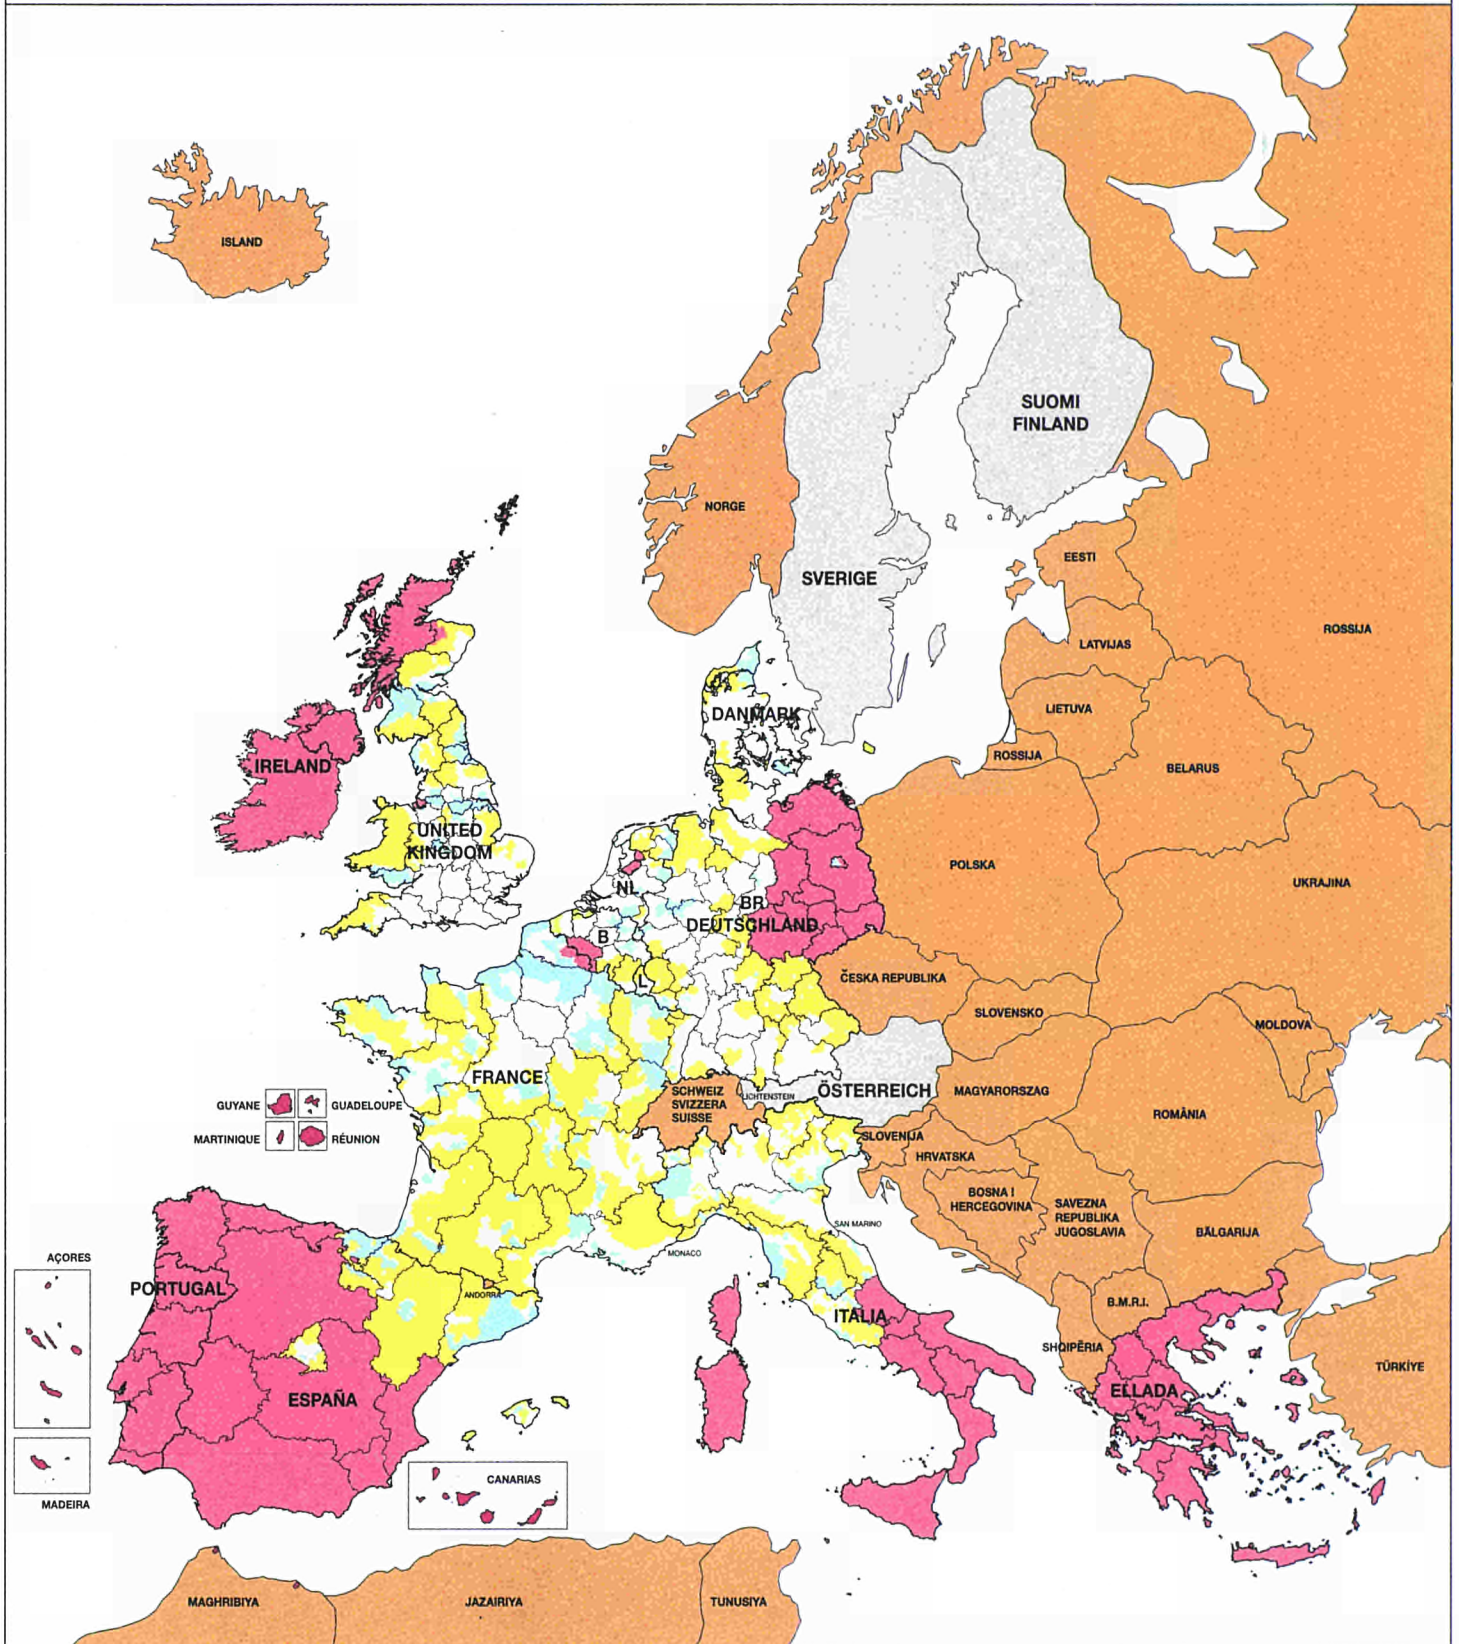 ISLAND
SUOMI
FINLAND
NORGE
SVERIGE
EESTI
ROSSIJA
LATVIJAS
LIETUVA
DANMARK
ROSSIJA
BELARUS
IRELAND
UNITED
KINGDOM
POLSKA
UKRAJINA
NL
BR
DEUTSCHLAND
B
L
ČESKA REPUBLIKA
SLOVENSKO
MOLDOVA
FRANCE
SCHWEIZ
SVIZZERA
SUISSE
LICHTENSTEIN
ÖSTERREICH
MAGYARORSZAG
ROMÂNIA
GUYANE
GUADELOUPE
MARTINIQUE
RÉUNION
SLOVENIJA
HRVATSKA
BOSNA I
HERCEGOVINA
SAVEZNA
REPUBLIKA
JUGOSLAVIA
BÄLGARIJA
SAN MARINO
MONACO
AÇORES
PORTUGAL
ANDORRA
ITALIA
B.M.R.I.
SHQIPËRIA
TÜRKİYE
ESPAÑA
ELLADA
CANARIAS
MADEIRA
MAGHRIBIYA
JAZAIRIYA
TUNUSIYA